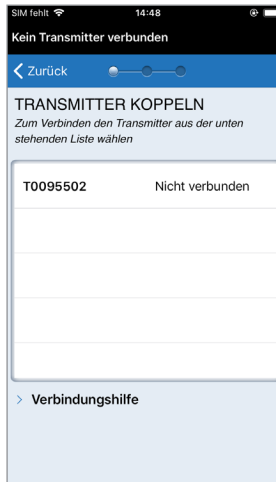 SIM fehlt 14:48
Kein Transmitter verbunden
Zurück
TRANSMITTER KOPPELN
Zum Verbinden den Transmitter aus der unten
stehenden Liste wählen
T0095502 Nicht verbunden
Verbindungshilfe